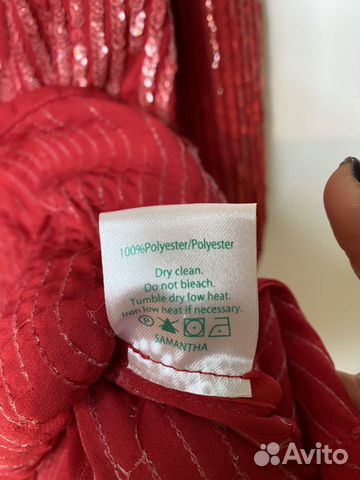 100%Polyester/Polyester
Dry clean.
Do not bleach.
Tumble dry low heat.
Iron low heat if necessary.
SAMANTHA
Avito